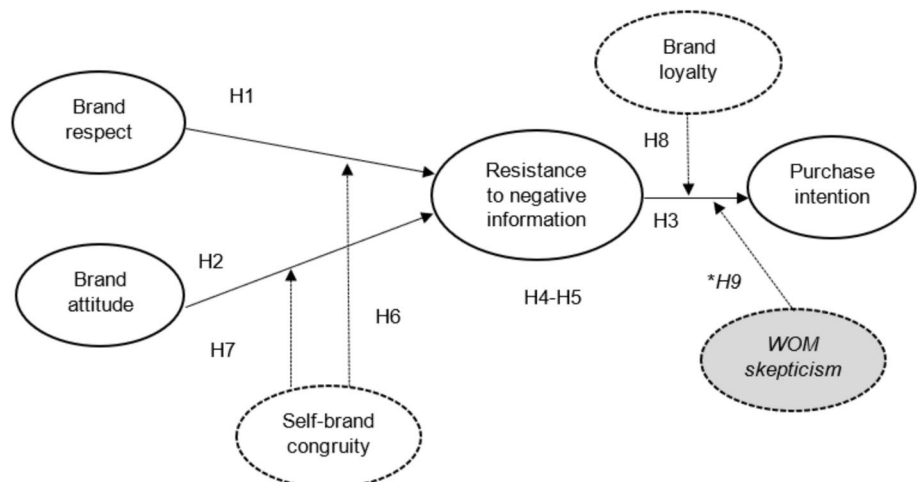 Brand
loyalty
H1
Brand
respect
H8
Resistance
to negative
information
Purchase
intention
H3
H2
Brand
attitude
*H9
H4-H5
H6
H7
WOM
skepticism
Self-brand
congruity